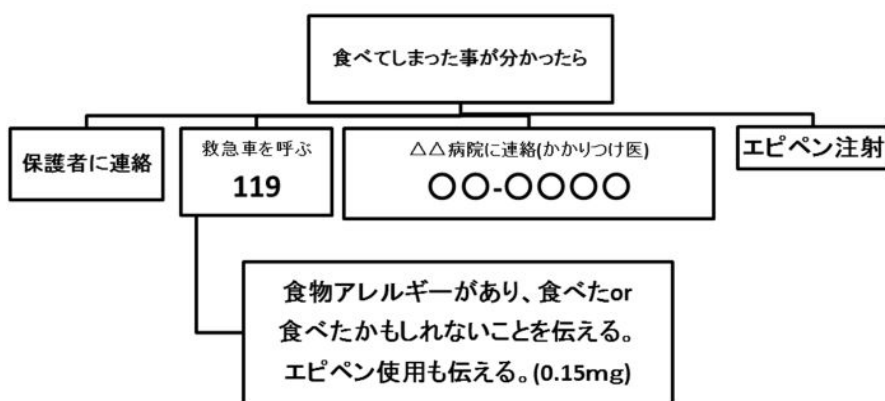 食べてしまった事が分かったら
保護者に連絡
救急車を呼ぶ
119
△△病院に連絡(かかりつけ医)
〇〇-〇〇〇〇
エピペン注射
食物アレルギーがあり、食べたor
食べたかもしれないことを伝える。
エピペン使用も伝える。(0.15mg)